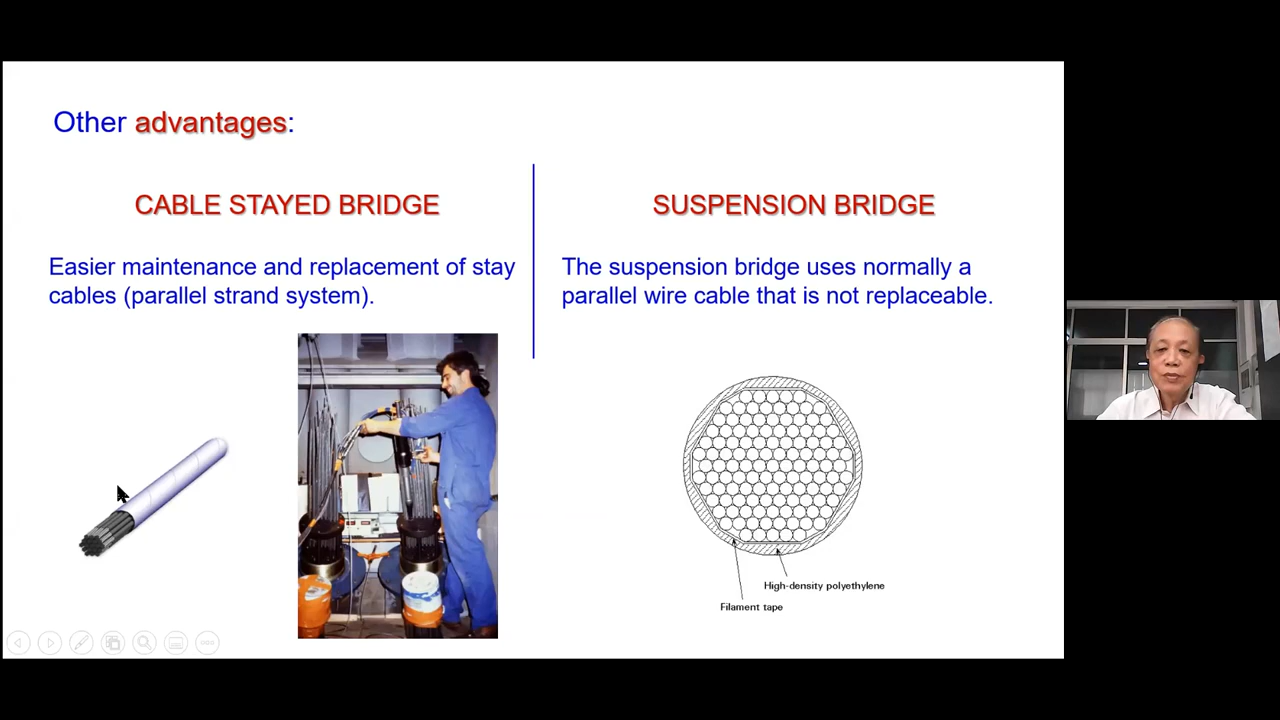 Other advantages:
CABLE STAYED BRIDGE
Easier maintenance and replacement of stay
cables (parallel strand system).
SUSPENSION BRIDGE
The suspension bridge uses normally a
parallel wire cable that is not replaceable.
High-density polyethylene
Filament tape